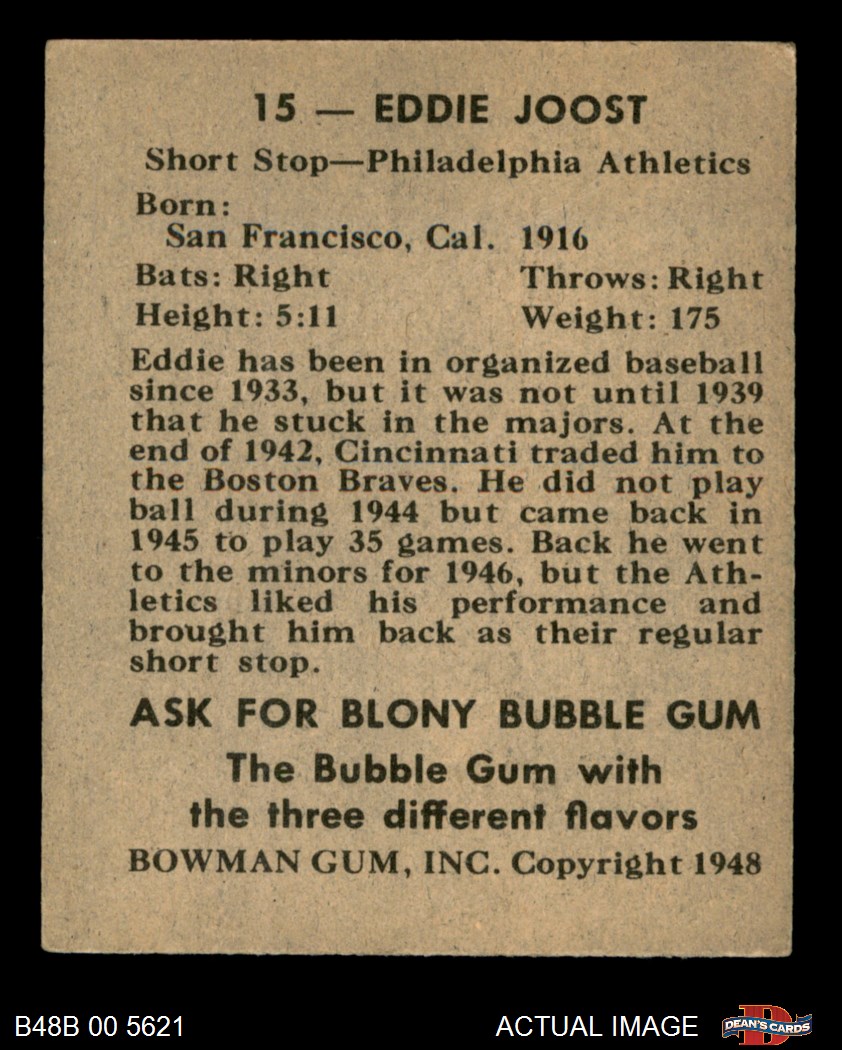 15 — EDDIE JOOST
Short Stop—Philadelphia Athletics
Born:
San Francisco, Cal. 1916
Bats: Right Throws: Right
Height: 5:11 Weight: 175
Eddie has been in organized baseball
since 1933, but it was not until 1939
that he stuck in the majors. At the
end of 1942, Cincinnati traded him to
the Boston Braves. He did not play
ball during 1944 but came back in
1945 to play 35 games. Back he went
to the minors for 1946, but the Ath-
letics liked his performance and
brought him back as their regular
short stop.
ASK FOR BLONY BUBBLE GUM
The Bubble Gum with
the three different flavors
BOWMAN GUM, INC. Copyright 1948
B48B 00 5621 ACTUAL IMAGE D DEAN'S CARDS